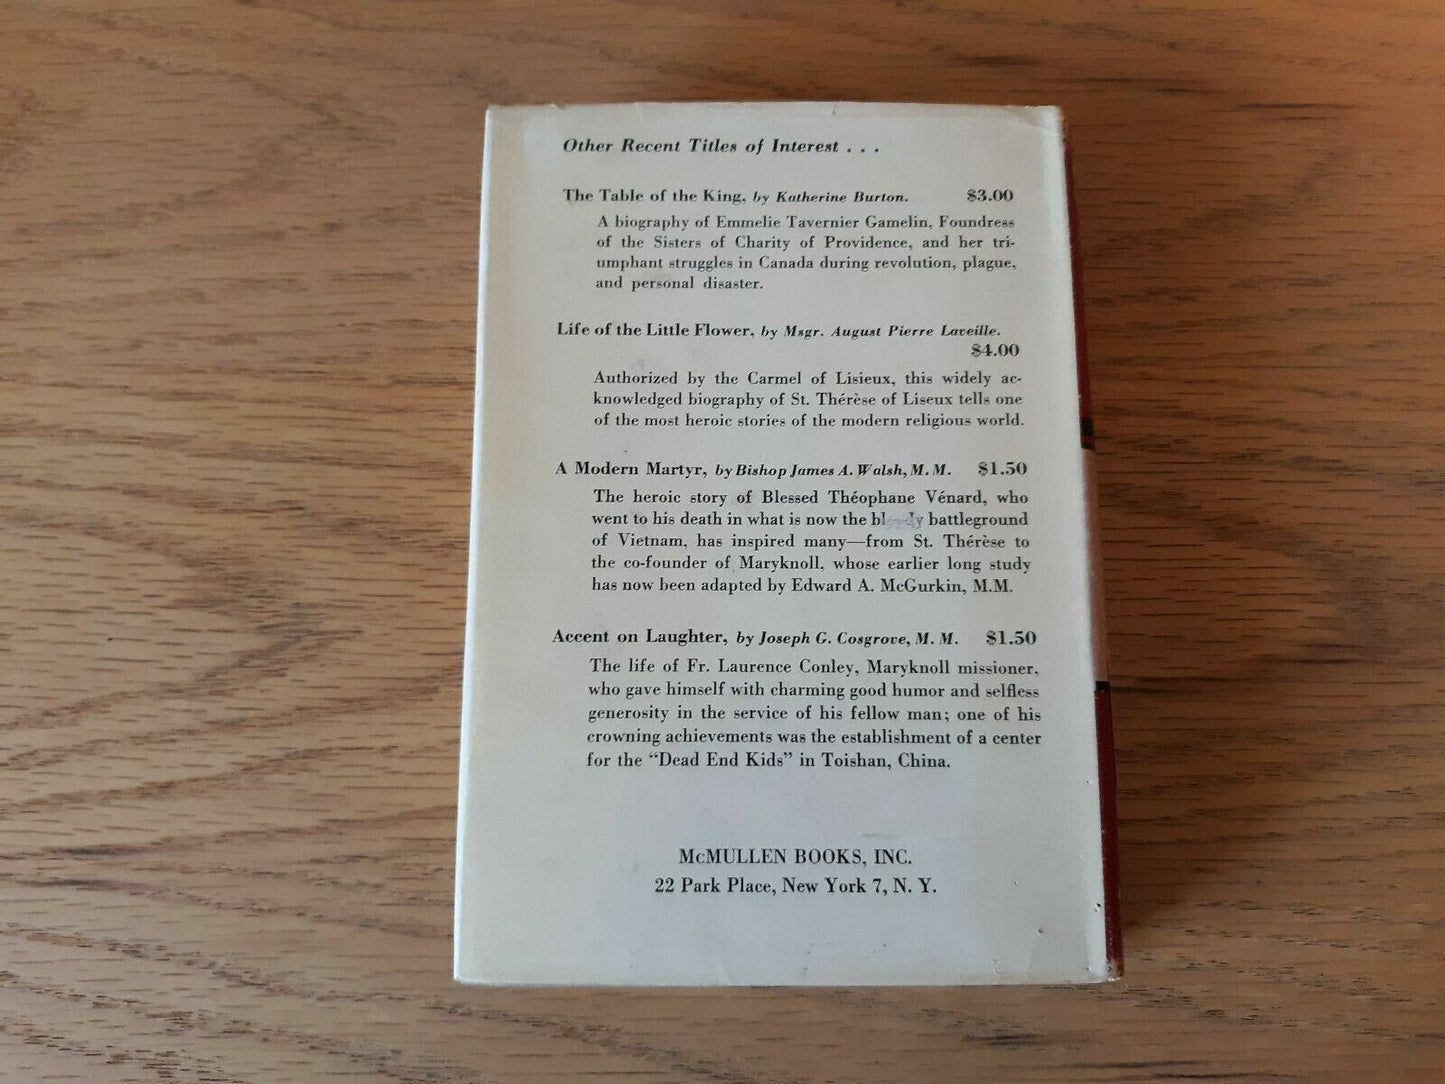 Other Recent Titles of Interest . . .
The Table of the King, by Katherine Burton. $3.00
A biography of Emmelie Tavernier Gamelin, Foundress
of the Sisters of Charity of Providence, and her tri-
umphant struggles in Canada during revolution, plague,
and personal disaster.
Life of the Little Flower, by Msgr. August Pierre Laveille.
$4.00
Authorized by the Carmel of Lisieux, this widely ac-
knowledged biography of St. Thérèse of Liseux tells one
of the most heroic stories of the modern religious world.
A Modern Martyr, by Bishop James A. Walsh, M. M. $1.50
The heroic story of Blessed Théophane Vénard, who
went to his death in what is now the battleground
of Vietnam, has inspired many—from St. Thérèse to
the co-founder of Maryknoll, whose earlier long study
has now been adapted by Edward A. McGurkin, M.M.
Accent on Laughter, by Joseph G. Cosgrove, M. M. $1.50
The life of Fr. Laurence Conley, Maryknoll missioner,
who gave himself with charming good humor and selfless
generosity in the service of his fellow man; one of his
crowning achievements was the establishment of a center
for the “Dead End Kids” in Toishan, China.
McMULLEN BOOKS, INC.
22 Park Place, New York 7, N. Y.